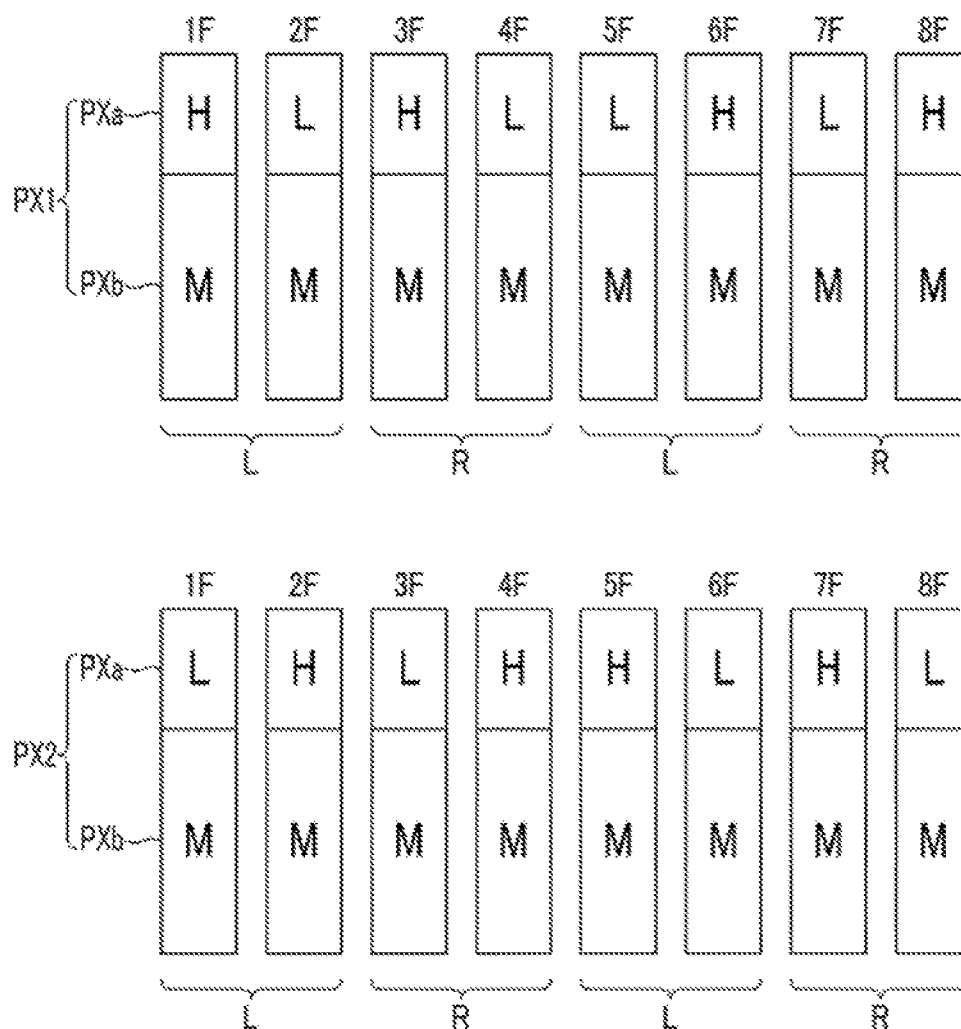 1F 2F 3F 4F 5F 6F 7F 8F
PXa H L H L L H L H
PX1
PXb M M M M M M M M
L R L R
1F 2F 3F 4F 5F 6F 7F 8F
PXa L H L H H L H L
PX2
PXb M M M M M M M M
L R L R